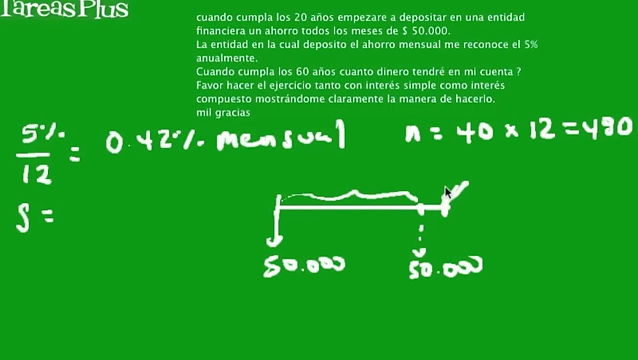 TareasPlus
cuando cumpla los 20 años empezare a depositar en una entidad
financiera un ahorro todos los meses de $ 50.000.
La entidad en la cual deposito el ahorro mensual me reconoce el 5%
anualmente.
Cuando cumpla los 60 años cuanto dinero tendré en mi cuenta ?
Favor hacer el ejercicio tanto con interés simple como interés
compuesto mostrándome claramente la manera de hacerlo.
mil gracias
5%/12 = 0.42% mensual
n = 40 x 12 = 480
S =
50.000
50.000